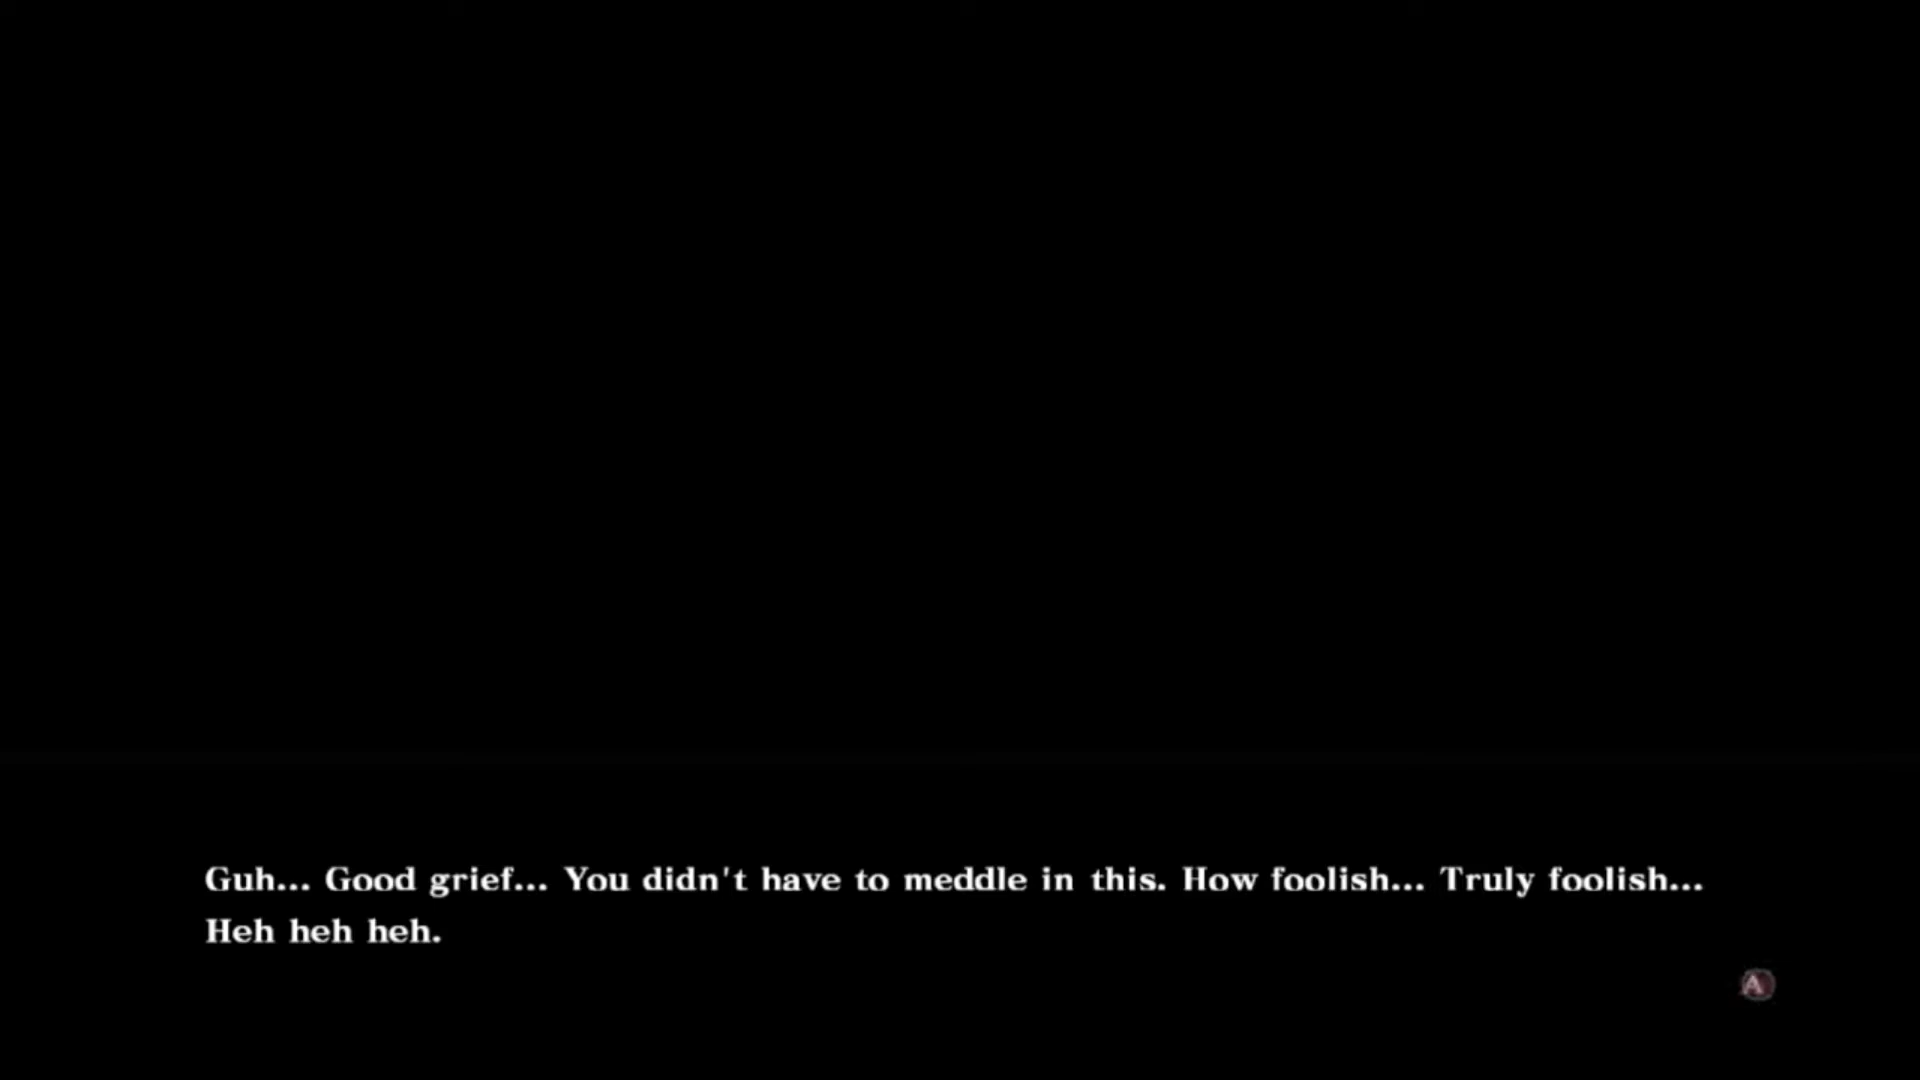 Guh... Good grief... You didn't have to meddle in this. How foolish... Truly foolish...
Heh heh heh.
A